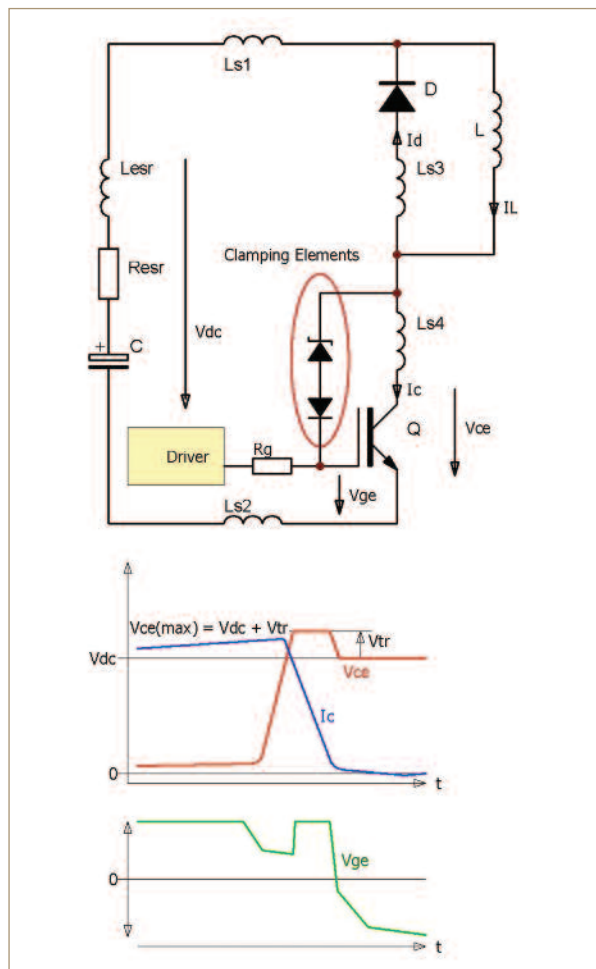 Ls1
D
Lesr
Id
L
Ls3
IL
Resr
Clamping Elements
+
C
Vdc
Ls4
Ic
Q
Vce
Driver
Rg
Vge
Ls2
Vce(max) = Vdc + Vtr
Vtr
Vdc
Vce
Ic
0
t
Vge
0
t